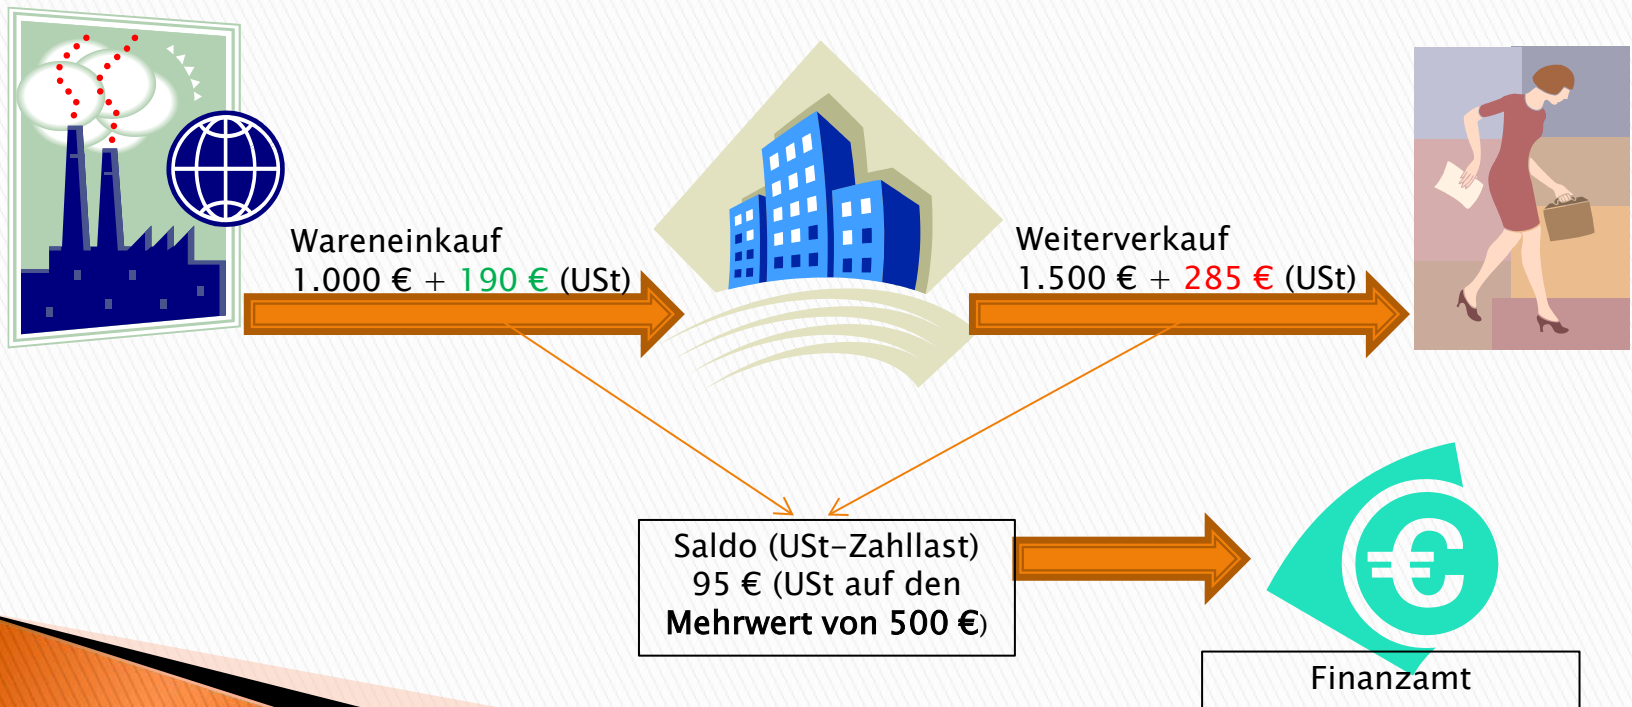 Wareneinkauf
1.000 € + 190 € (USt)
Weiterverkauf
1.500 € + 285 € (USt)
Saldo (USt-Zahllast)
95 € (USt auf den
Mehrwert von 500 €)
€
Finanzamt